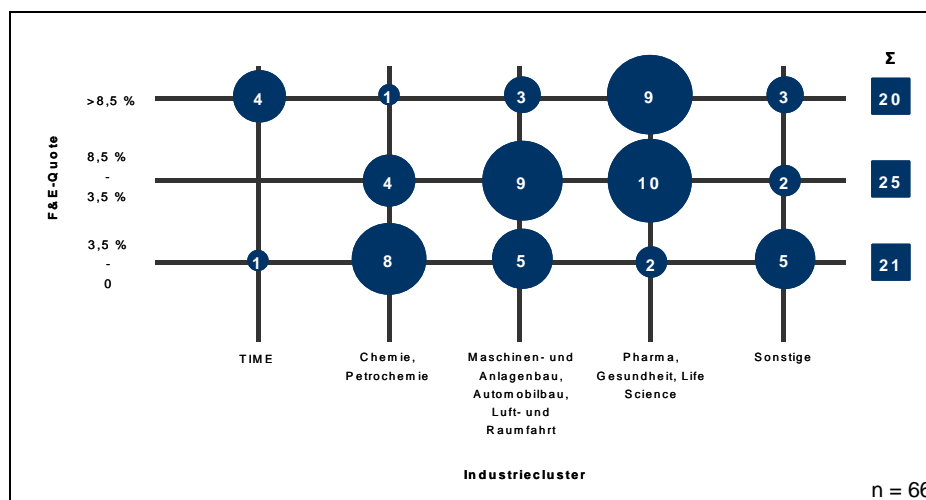 Σ
>8,5 %
4
1
3
9
3
20
F&E-Quote
8,5 %
-
3,5 %
4
9
10
2
25
3,5 %
-
0
1
8
5
2
5
21
TIME
Chemie,
Petrochemie
Maschinen- und
Anlagenbau,
Automobilbau,
Luft- und
Raumfahrt
Pharma,
Gesundheit, Life
Science
Sonstige
Industriecluster
n = 66